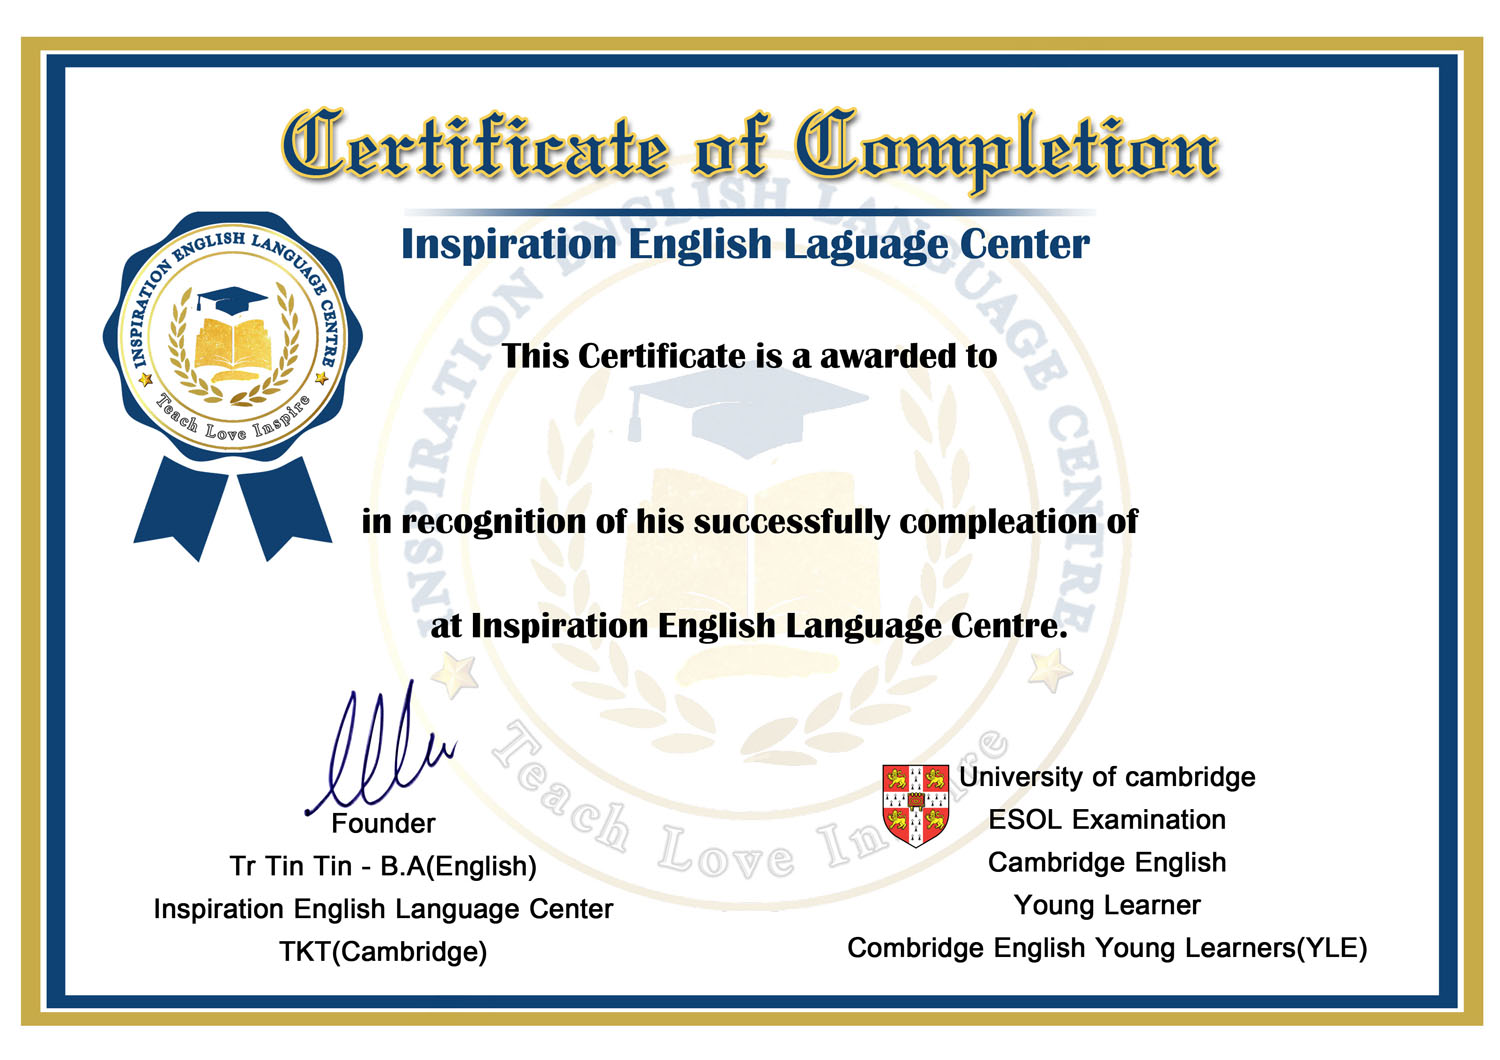 Certificate of Completion
Inspiration English Laguage Center
INSPIRATION ENGLISH LANGUAGE CENTRE
Teach Love Inspire
This Certificate is a awarded to
in recognition of his successfully compleation of
at Inspiration English Language Centre.
INSPIRATION ENGLISH LANGUAGE CENTRE
Teach Love Inspire
Founder
Tr Tin Tin - B.A(English)
Inspiration English Language Center
TKT(Cambridge)
University of cambridge
ESOL Examination
Cambridge English
Young Learner
Combridge English Young Learners(YLE)